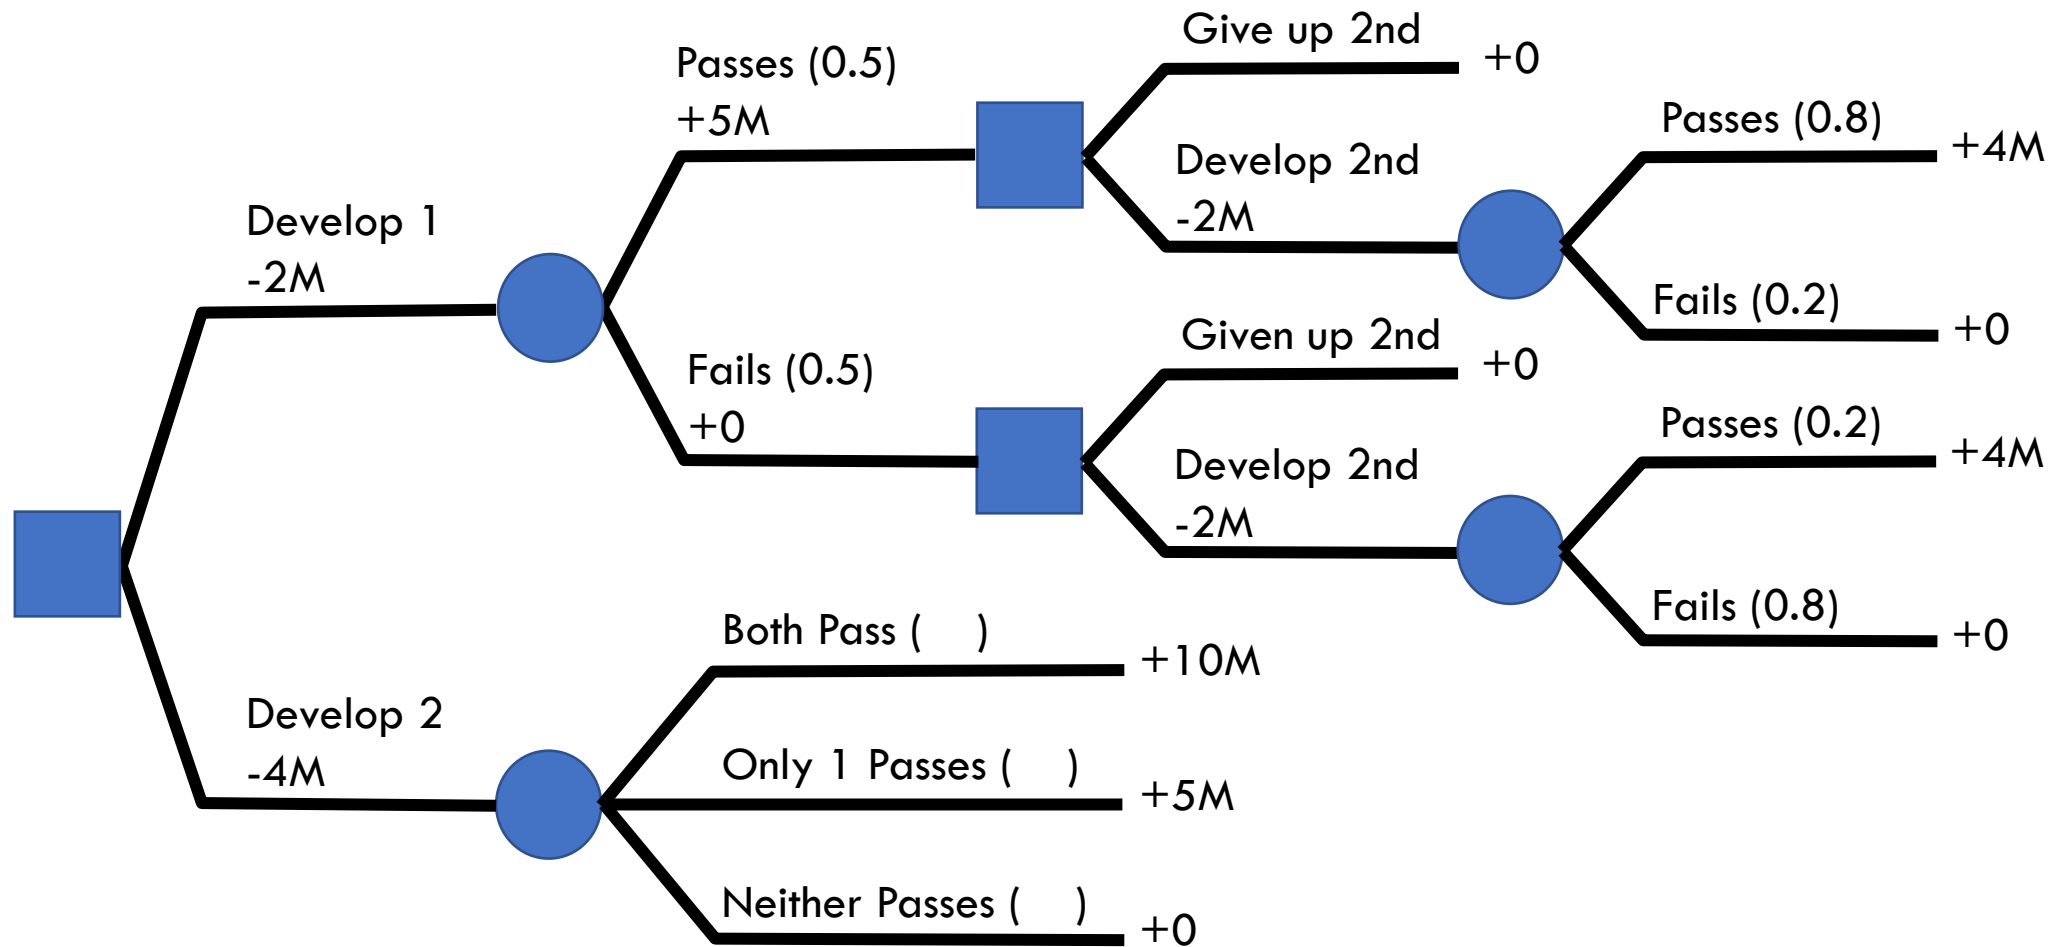 Give up 2nd
+0
Passes (0.5)
+5M
Passes (0.8)
+4M
Develop 2nd
-2M
Develop 1
-2M
Fails (0.2)
+0
Given up 2nd
+0
Fails (0.5)
+0
Passes (0.2)
+4M
Develop 2nd
-2M
Fails (0.8)
+0
Both Pass (    )
+10M
Develop 2
-4M
Only 1 Passes (    )
+5M
Neither Passes (    )
+0